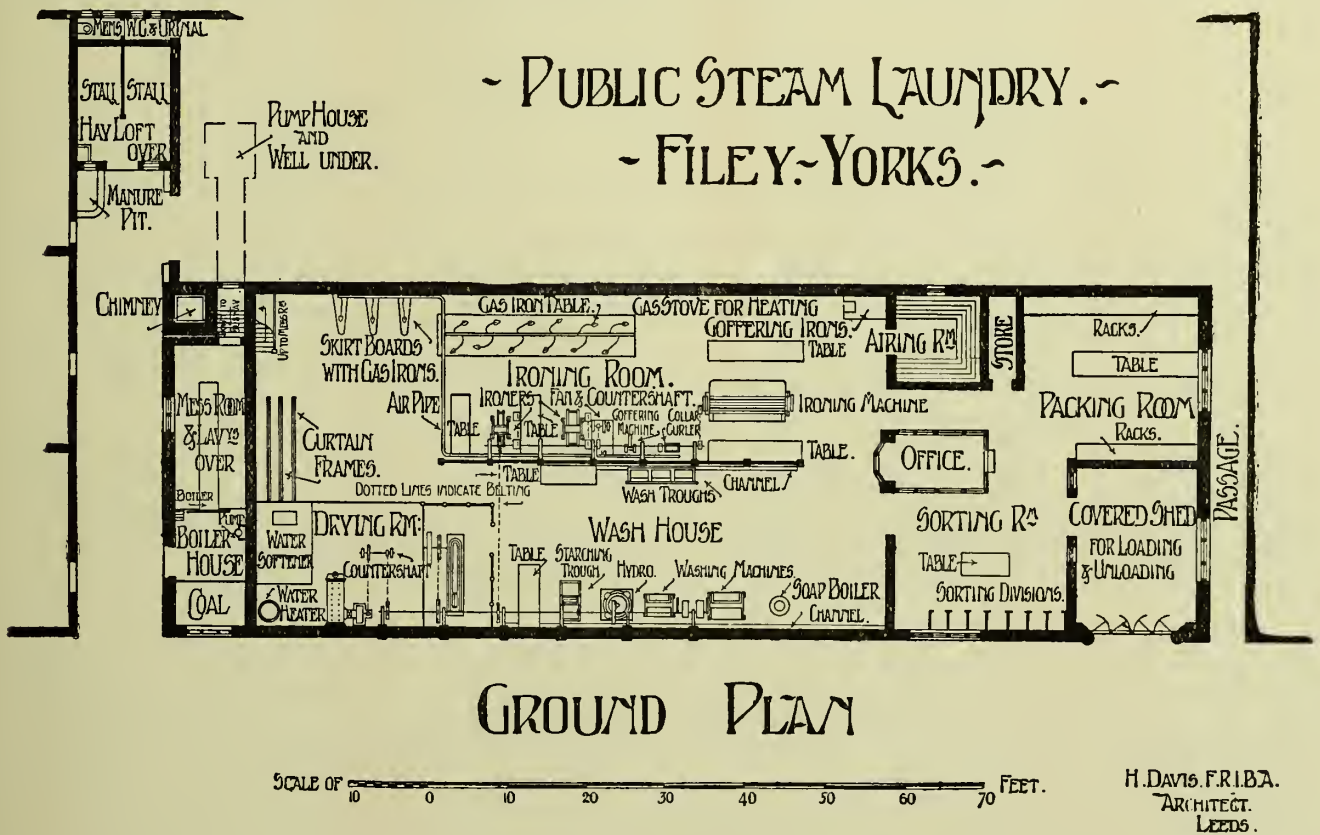 ~ PUBLIC STEAM LAUNDRY. ~
~ FILEY. ~ YORKS. ~
MENS W.C. & URINAL
STALL
STALL
HAY LOFT
OVER
MANURE
PIT.
PUMP HOUSE
AND
WELL UNDER.
CHIMNEY
UP TO MESS RM
SKIRT BOARDS
WITH GAS IRONS.
GAS IRON TABLE.
GAS STOVE FOR HEATING
GOFFERING IRONS.
TABLE
AIRING RM
STORE
RACKS.
TABLE
PACKING ROOM
RACKS.
IRONING ROOM.
AIR PIPE
IRONERS
FAN & COUNTERSHAFT.
GOFFERING
MACHINE
COLLAR
CURLER
TABLE
TABLE
IRONING MACHINE
TABLE.
MESS ROOM
& LAVYS
OVER
CURTAIN
FRAMES.
DOTTED LINES INDICATE BELTING
TABLE
WASH TROUGHS
CHANNEL
OFFICE.
PASSAGE.
BOILER
PUMP
BOILER
HOUSE
COAL
WATER
SOFTENER
WATER
HEATER
DRYING RM.
COUNTERSHAFT
WASH HOUSE
TABLE
STARCHING
TROUGH
HYDRO.
WASHING MACHINES.
SOAP BOILER
CHANNEL.
SORTING RM
TABLE
SORTING DIVISIONS.
COVERED SHED
FOR LOADING
& UNLOADING
GROUND PLAN
SCALE OF
10 0 10 20 30 40 50 60 70
FEET.
H. DAVIS. F.R.I.B.A.
ARCHITECT.
LEEDS.